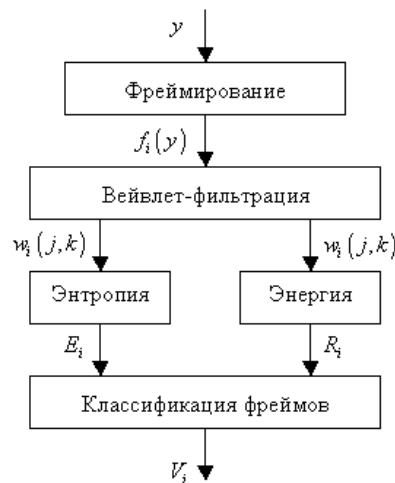 y
Фреймирование
f_i(y)
Вейвлет-фильтрация
w_i(j,k) w_i(j,k)
Энтропия Энергия
E_i R_i
Классификация фреймов
V_i